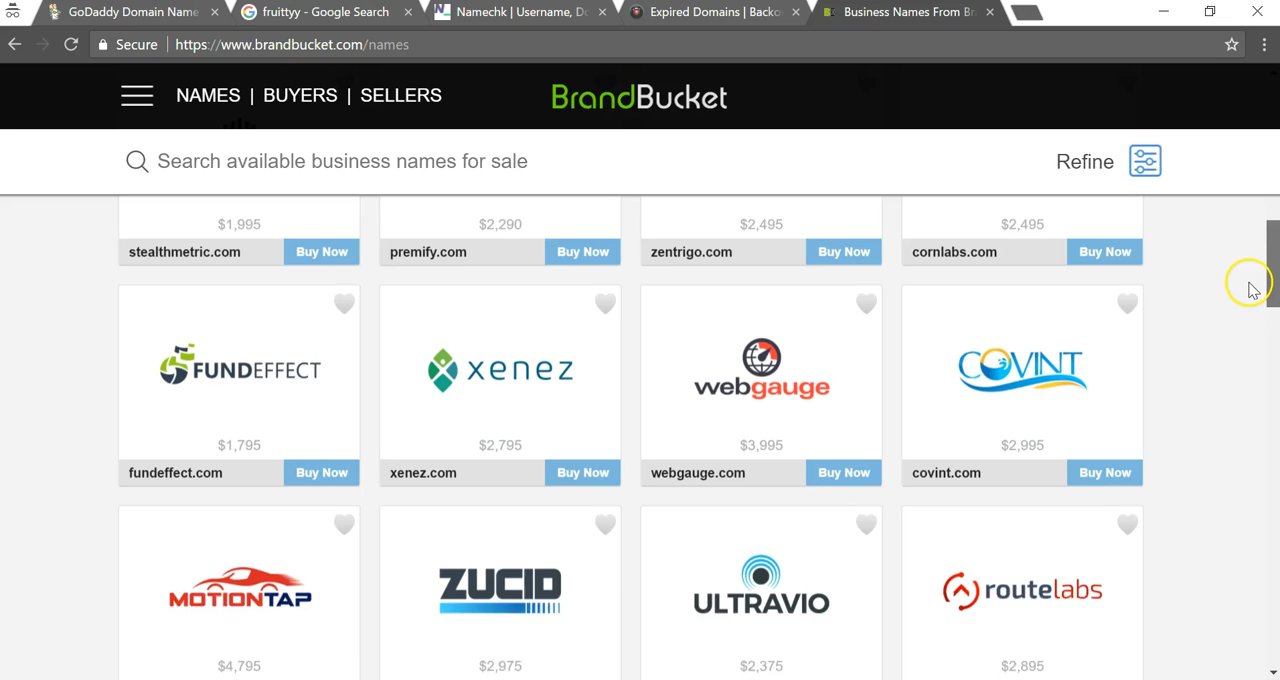 GoDaddy Domain Name
fruittyy - Google Search
Namechk | Username, Do
Expired Domains | Backo
Business Names From Bra
Secure
https://www.brandbucket.com/names
NAMES | BUYERS | SELLERS
BrandBucket
Search available business names for sale
Refine
$1,995
$2,290
$2,495
$2,495
stealthmetric.com Buy Now
premify.com Buy Now
zentrigo.com Buy Now
cornlabs.com Buy Now
FUNDEFFECT
xenez
webgauge
COVINT
$1,795
$2,795
$3,995
$2,995
fundeffect.com Buy Now
xenez.com Buy Now
webgauge.com Buy Now
covint.com Buy Now
MOTIONTAP
ZUCID
ULTRAVIO
routelabs
$4,795
$2,975
$2,375
$2,895